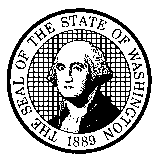 THE SEAL OF THE STATE OF WASHINGTON
1889